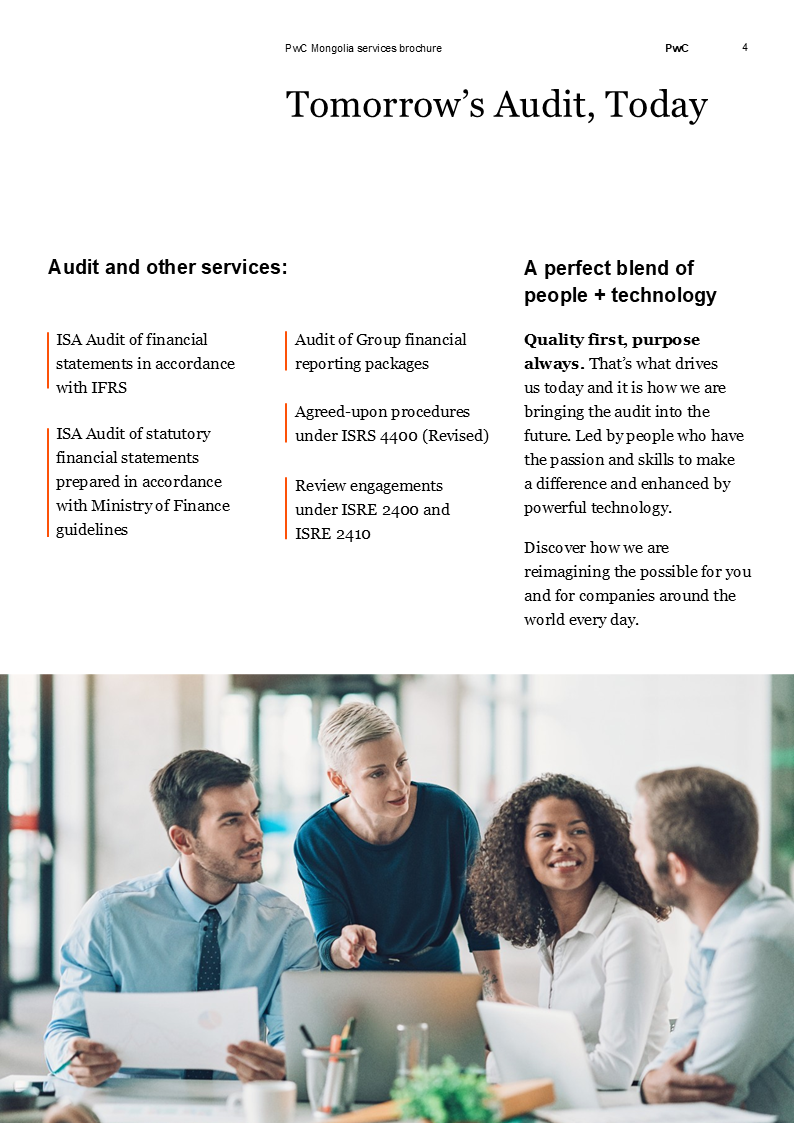 PwC Mongolia services brochure
PwC
4
Tomorrow’s Audit, Today
Audit and other services:
ISA Audit of financial
statements in accordance
with IFRS
ISA Audit of statutory
financial statements
prepared in accordance
with Ministry of Finance
guidelines
Audit of Group financial
reporting packages
Agreed-upon procedures
under ISRS 4400 (Revised)
Review engagements
under ISRE 2400 and
ISRE 2410
A perfect blend of
people + technology
Quality first, purpose
always. That’s what drives
us today and it is how we are
bringing the audit into the
future. Led by people who have
the passion and skills to make
a difference and enhanced by
powerful technology.
Discover how we are
reimagining the possible for you
and for companies around the
world every day.